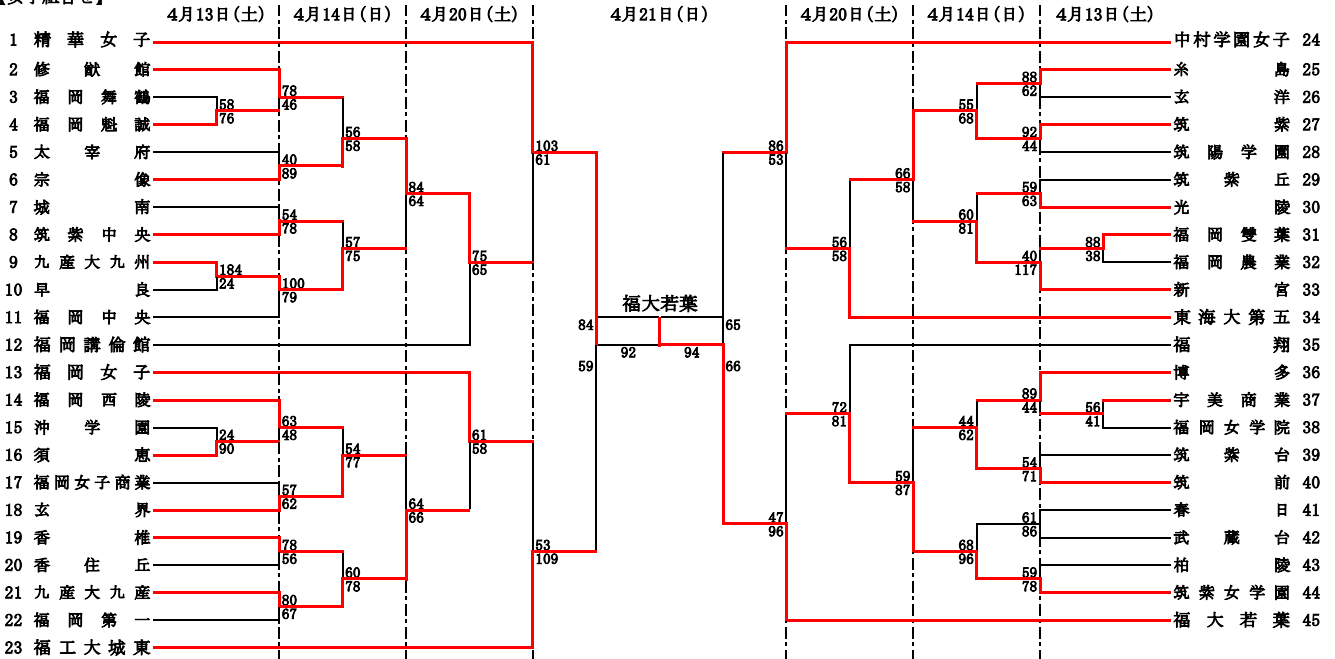 4月13日(土) 4月14日(日) 4月20日(土) 4月21日(日) 4月20日(土) 4月14日(日) 4月13日(土)
1 精華女子
2 修猷館
3 福岡舞鶴
4 福岡魁誠
5 太宰府
6 宗像
7 城南
8 筑紫中央
9 九産大九州
10 早良
11 福岡中央
12 福岡講倫館
13 福岡女子
14 福岡西陵
15 沖学園
16 須恵
17 福岡女子商業
18 玄界
19 香椎
20 香住丘
21 九産大九産
22 福岡第一
23 福工大城東
58
76
184
24
24
90
78
46
40
89
54
78
100
79
63
48
57
62
78
56
80
67
56
58
57
75
54
77
60
78
84
64
64
66
75
65
61
58
103
61
53
109
84
59
福大若葉
92 94
65
66
86
53
47
96
56
58
72
81
66
58
59
87
55
68
60
81
44
62
68
96
88
62
92
44
59
63
40
117
89
44
54
71
61
86
59
78
88
38
56
41
中村学園女子 24
糸島 25
玄洋 26
筑紫 27
筑陽学園 28
筑紫丘 29
光陵 30
福岡雙葉 31
福岡農業 32
新宮 33
東海大第五 34
福翔 35
博多 36
宇美商業 37
福岡女学院 38
筑紫台 39
筑前 40
春日 41
武蔵台 42
柏陵 43
筑紫女学園 44
福大若葉 45